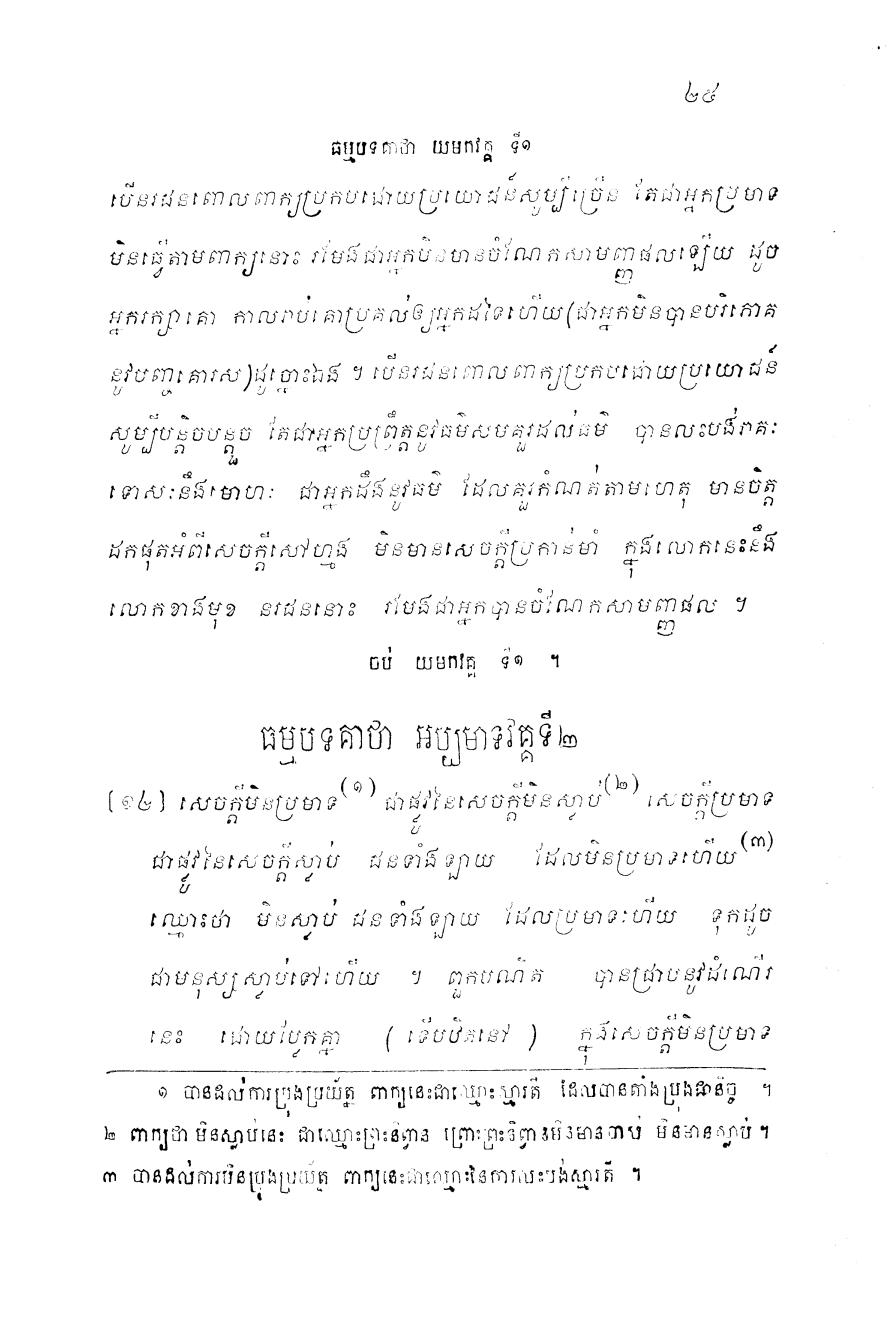 ២៥
ធម្មបទគាថា យមកវគ្គ ទី១
បើនរជនពោលពាក្យប្រកបដោយប្រយោជន៍សូម្បីច្រើន តែជាអ្នកប្រមាទ
មិនធ្វើតាមពាក្យនោះ រមែងជាអ្នកមិនមានចំណែកសាមញ្ញផលឡើយ ដូច
អ្នករក្សាគោ កាលរាប់គោប្រគល់ឲ្យអ្នកដទៃហើយ(ជាអ្នកមិនបានបរិភោគ
នូវបញ្ចគោរស)ដូច្នោះឯង ។ បើនរជនពោលពាក្យប្រកបដោយប្រយោជន៍
សូម្បីបន្តិចបន្តួច តែជាអ្នកប្រព្រឹត្តនូវធម៌សមគួរដល់ធម៌ បានលះបង់រាគៈ
ទោសៈនឹងមោហៈ ជាអ្នកដឹងនូវធម៌ ដែលគួរកំណត់តាមហេតុ មានចិត្ត
ដកផុតអំពីសេចក្តីសៅហ្មង មិនមានសេចក្តីប្រកាន់មាំ ក្នុងលោកនេះនឹង
លោកខាងមុខ នរជននោះ រមែងជាអ្នកបានចំណែកសាមញ្ញផល ។
ចប់ យមកវគ្គ ទី១ ។
ធម្មបទគាថា អប្បមាទវគ្គទី២
[១២] សេចក្តីមិនប្រមាទ(១) ជាផ្លូវនៃសេចក្តីមិនស្លាប់(២) សេចក្តីប្រមាទ
ជាផ្លូវនៃសេចក្តីស្លាប់ ជនទាំងឡាយ ដែលមិនប្រមាទហើយ(៣)
ឈ្មោះថា មិនស្លាប់ ជនទាំងឡាយ ដែលប្រមាទហើយ ទុកដូច
ជាមនុស្សស្លាប់ទៅហើយ ។ ពួកបណ្ឌិត បានជ្រាបនូវដំណើរ
នេះ ដោយប្លែកគ្នា ( ទើបឋិតនៅ ) ក្នុងសេចក្តីមិនប្រមាទ
១ បានដល់ការប្រុងប្រយ័ត្ន ពាក្យនេះជាឈ្មោះស្មារតី ដែលបានតាំងប្រុងជានិច្ច ។
២ ពាក្យថា មិនស្លាប់នេះ ជាឈ្មោះព្រះនិព្វាន ព្រោះព្រះនិព្វានមិនមានចាស់ មិនមានស្លាប់ ។
៣ បានដល់ការមិនប្រុងប្រយ័ត្ន ពាក្យនេះជាឈ្មោះនៃការលះបង់ស្មារតី ។